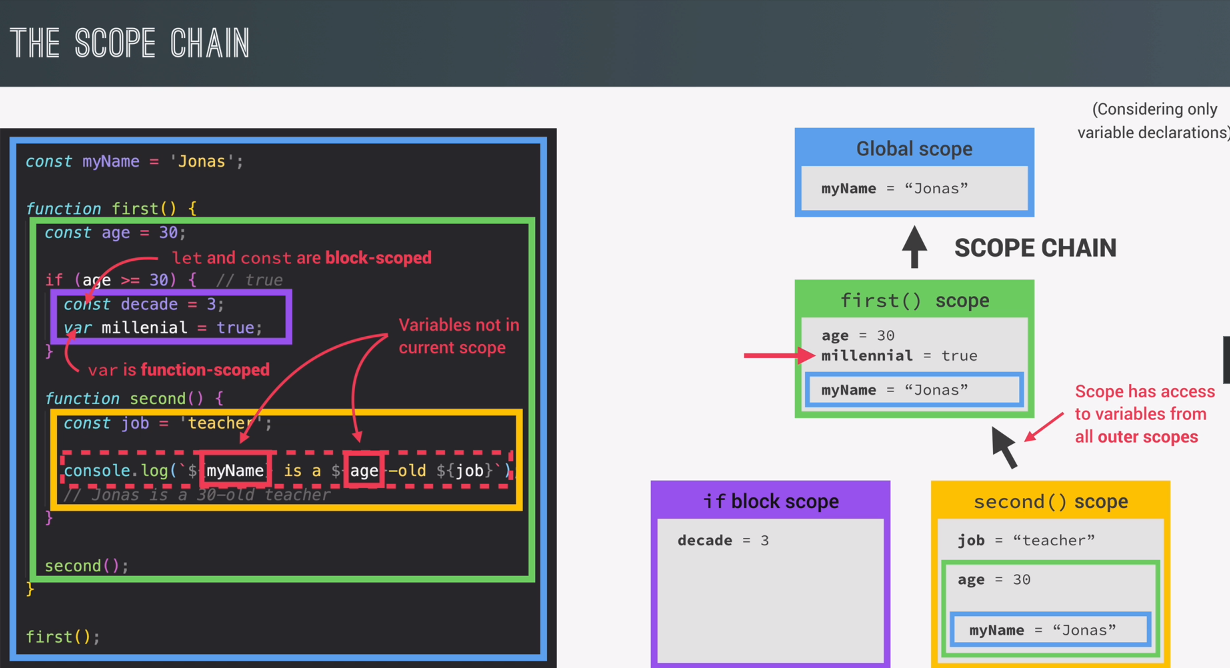 THE SCOPE CHAIN
(Considering only
variable declarations)
const myName = 'Jonas';
function first() {
const age = 30;
let and const are block-scoped
if (age >= 30) { // true
const decade = 3;
var millenial = true;
}
var is function-scoped
Variables not in
current scope
function second() {
const job = 'teacher';
console.log(`${myName} is a ${age}-old ${job}`)
// Jonas is a 30-old teacher
}
second();
}
first();
Global scope
myName = “Jonas”
SCOPE CHAIN
first() scope
age = 30
millennial = true
myName = “Jonas”
Scope has access
to variables from
all outer scopes
if block scope
decade = 3
second() scope
job = “teacher”
age = 30
myName = “Jonas”